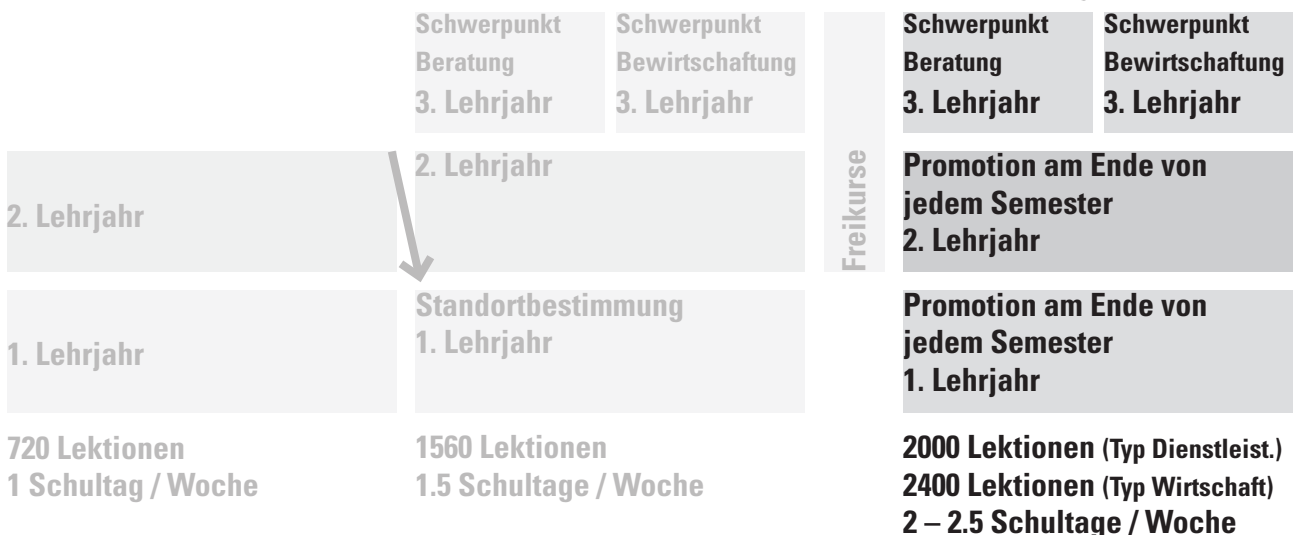 Schwerpunkt
Beratung
3. Lehrjahr
Schwerpunkt
Bewirtschaftung
3. Lehrjahr
Schwerpunkt
Beratung
3. Lehrjahr
Schwerpunkt
Bewirtschaftung
3. Lehrjahr
2. Lehrjahr
2. Lehrjahr
Freikurse
Promotion am Ende von
jedem Semester
2. Lehrjahr
1. Lehrjahr
Standortbestimmung
1. Lehrjahr
Promotion am Ende von
jedem Semester
1. Lehrjahr
720 Lektionen
1 Schultag / Woche
1560 Lektionen
1.5 Schultage / Woche
2000 Lektionen (Typ Dienstleist.)
2400 Lektionen (Typ Wirtschaft)
2 – 2.5 Schultage / Woche